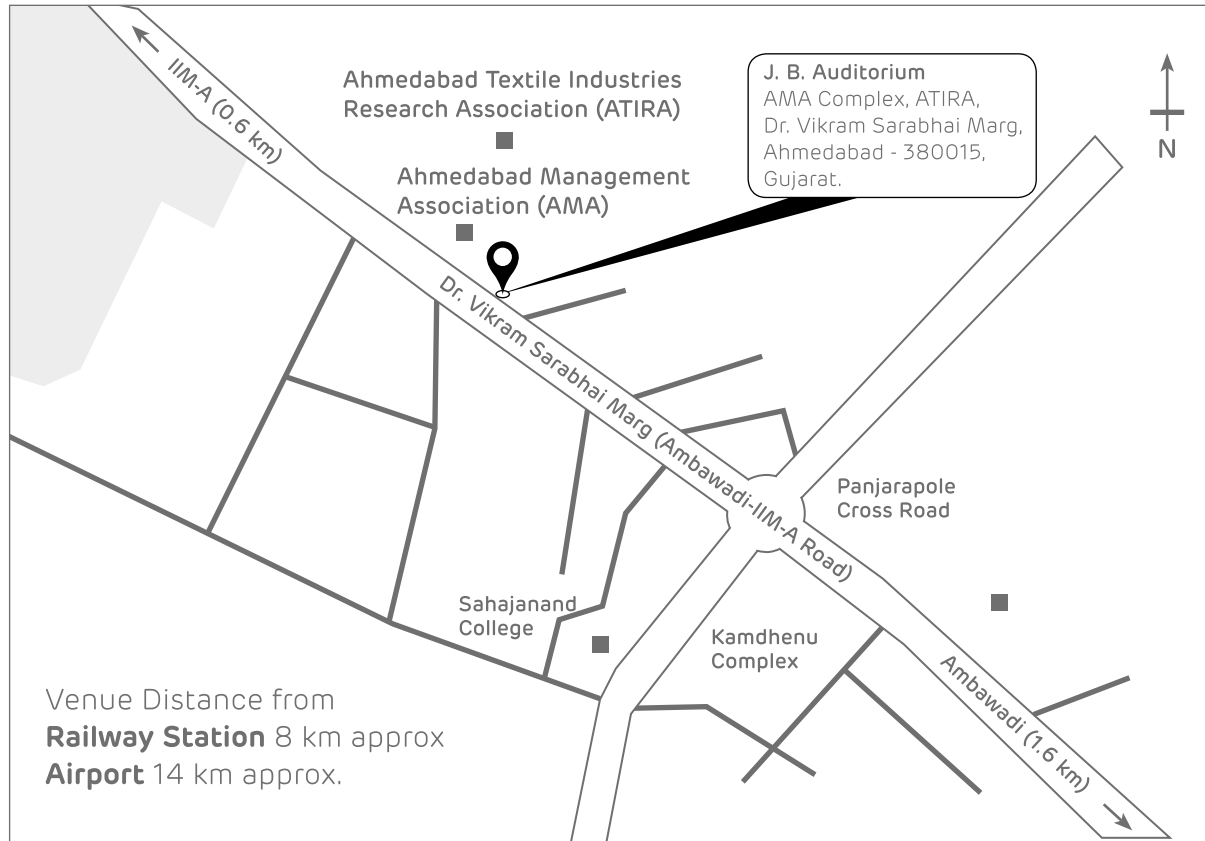 IIM-A (0.6 km)
Ahmedabad Textile Industries
Research Association (ATIRA)
Ahmedabad Management
Association (AMA)
J. B. Auditorium
AMA Complex, ATIRA,
Dr. Vikram Sarabhai Marg,
Ahmedabad - 380015,
Gujarat.
N
Dr. Vikram Sarabhai Marg (Ambawadi-IIM-A Road)
Panjarapole
Cross Road
Sahajanand
College
Kamdhenu
Complex
Ambawadi (1.6 km)
Venue Distance from
Railway Station 8 km approx
Airport 14 km approx.